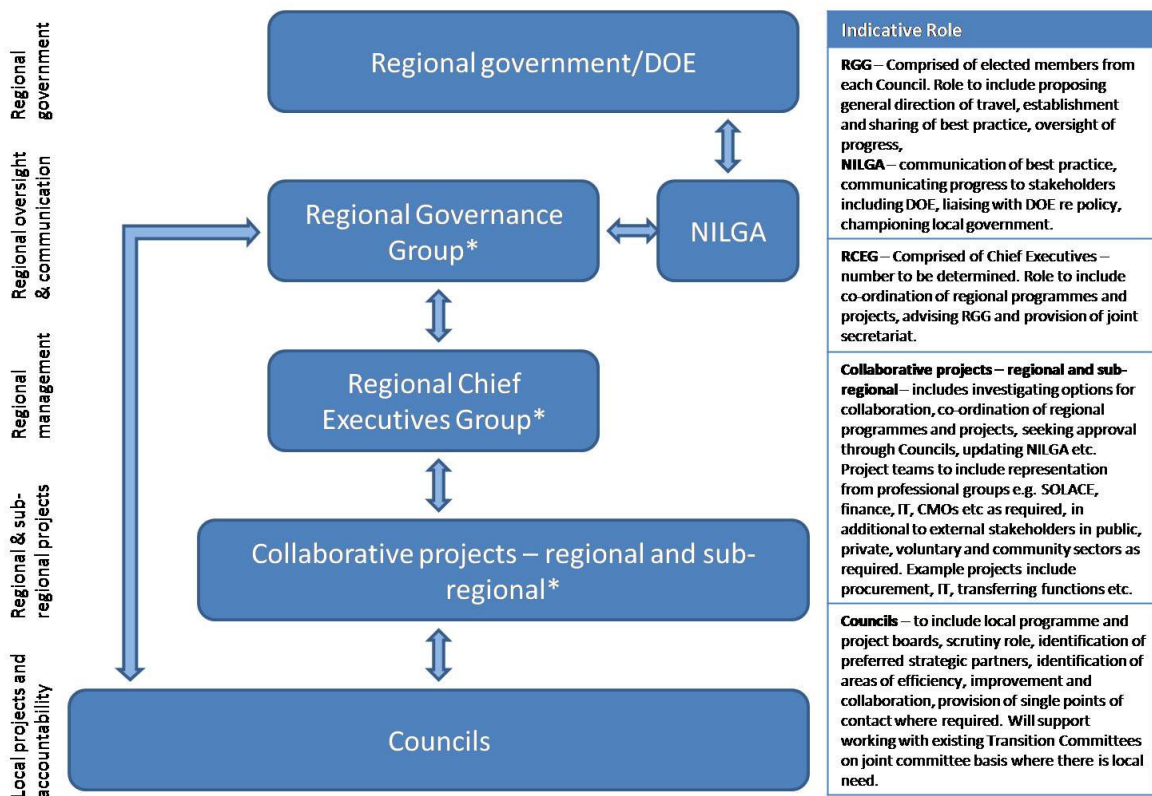 Regional
government
Regional government/DOE
Regional oversight
& communication
Regional Governance
Group*
NILGA
Regional
management
Regional Chief
Executives Group*
Regional & sub-
regional projects
Collaborative projects – regional and sub-
regional*
Local projects and
accountability
Councils
Indicative Role
RGG – Comprised of elected members from
each Council. Role to include proposing
general direction of travel, establishment
and sharing of best practice, oversight of
progress,
NILGA – communication of best practice,
communicating progress to stakeholders
including DOE, liaising with DOE re policy,
championing local government.
RCEG – Comprised of Chief Executives –
number to be determined. Role to include
co-ordination of regional programmes and
projects, advising RGG and provision of joint
secretariat.
Collaborative projects – regional and sub-
regional – includes investigating options for
collaboration, co-ordination of regional
programmes and projects, seeking approval
through Councils, updating NILGA etc.
Project teams to include representation
from professional groups e.g. SOLACE,
finance, IT, CMOs etc as required, in
additional to external stakeholders in public,
private, voluntary and community sectors as
required. Example projects include
procurement, IT, transferring functions etc.
Councils – to include local programme and
project boards, scrutiny role, identification of
preferred strategic partners, identification of
areas of efficiency, improvement and
collaboration, provision of single points of
contact where required. Will support
working with existing Transition Committees
on joint committee basis where there is local
need.